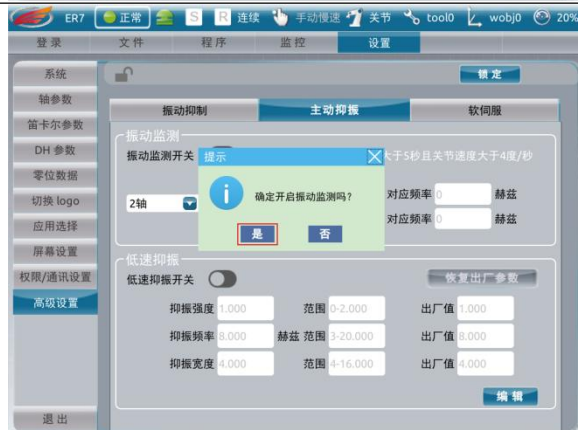 ER7 正常 S R 连续 手动慢速 关节 tool0 wobj0 20%
登录 文件 程序 监控 设置
系统
轴参数
笛卡尔参数
DH 参数
零位数据
切换 logo
应用选择
屏幕设置
权限/通讯设置
高级设置
退出
锁定
振动抑制 主动抑振 软伺服
振动监测
振动监测开关 大于5秒且关节速度大于4度/秒
2轴 对应频率 0 赫兹
对应频率 0 赫兹
提示
确定开启振动监测吗?
是 否
低速抑振
低速抑振开关 恢复出厂参数
抑振强度 1.000 范围 0-2.000 出厂值 1.000
抑振频率 8.000 赫兹 范围 3-20.000 出厂值 8.000
抑振宽度 4.000 范围 4-16.000 出厂值 4.000
编辑